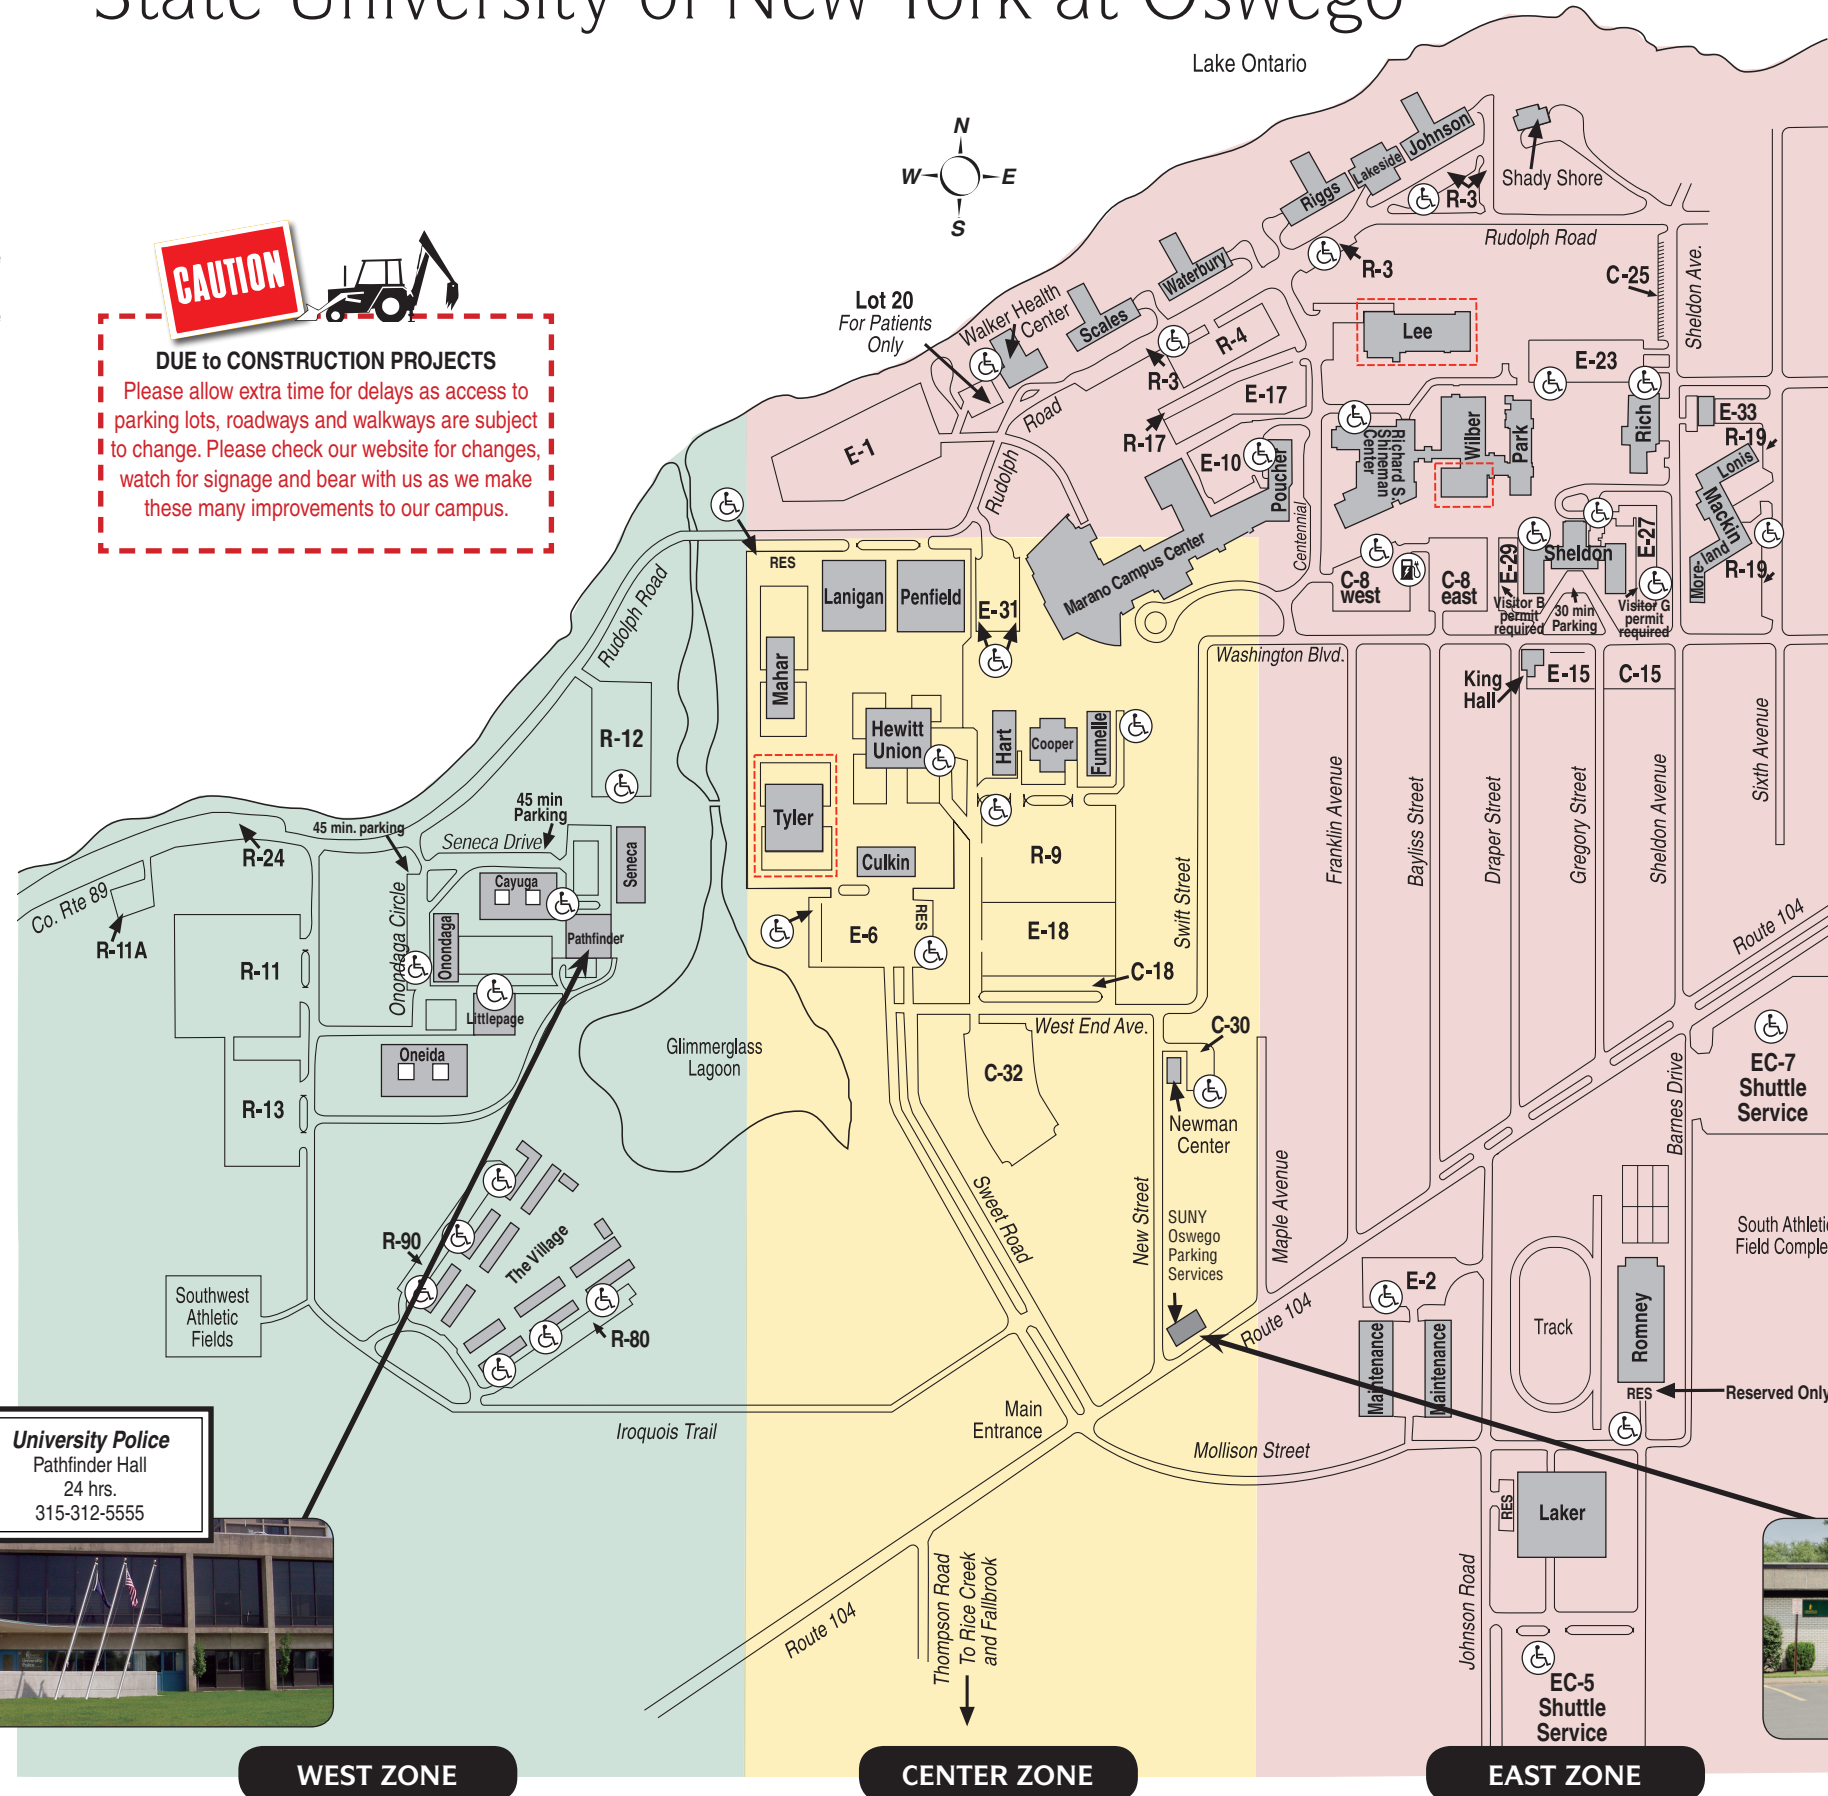 State University of New York at Oswego
Lake Ontario
N
W
E
S
CAUTION
DUE to CONSTRUCTION PROJECTS
Please allow extra time for delays as access to
parking lots, roadways and walkways are subject
to change. Please check our website for changes,
watch for signage and bear with us as we make
these many improvements to our campus.
Johnson
Lakeside
Riggs
R-3
Shady Shore
Rudolph Road
R-3
C-25
Sheldon Ave.
Waterbury
Lot 20
For Patients
Only
Walker Health
Center
Scales
R-4
R-3
Lee
E-23
E-17
R-17
Road
Rudolph
E-1
E-10
Poucher
Centennial
Richard S.
Shineman
Center
Wilber
Park
Rich
E-33
R-19
Lonis
Mackin
More-land
R-19
Marano Campus Center
C-8
west
C-8
east
E-29
Sheldon
E-27
Visitor B
permit
required
30 min
Parking
Visitor G
permit
required
RES
Lanigan
Penfield
E-31
Rudolph Road
Mahar
Washington Blvd.
King
Hall
E-15
C-15
R-12
Hewitt
Union
Hart
Cooper
Funnelle
Franklin Avenue
Bayliss Street
Draper Street
Gregory Street
Sheldon Avenue
Sixth Avenue
45 min
Parking
45 min. parking
Seneca Drive
R-24
Tyler
Culkin
R-9
Swift Street
Seneca
Cayuga
Co. Rte 89
R-11A
R-11
Onondaga Circle
Onondaga
Pathfinder
Littlepage
E-6
RES
E-18
C-18
Route 104
West End Ave.
C-30
Glimmerglass
Lagoon
Oneida
R-13
C-32
Newman
Center
EC-7
Shuttle
Service
Barnes Drive
R-90
The Village
R-80
Southwest
Athletic
Fields
Sweet Road
New Street
SUNY
Oswego
Parking
Services
Maple Avenue
South Athleti
Field Comple
E-2
Route 104
Maintenance
Maintenance
Track
Romney
RES
Reserved Only
Main
Entrance
Iroquois Trail
Mollison Street
University Police
Pathfinder Hall
24 hrs.
315-312-5555
RES
Laker
Route 104
Thompson Road
To Rice Creek
and Fallbrook
Johnson Road
EC-5
Shuttle
Service
WEST ZONE
CENTER ZONE
EAST ZONE